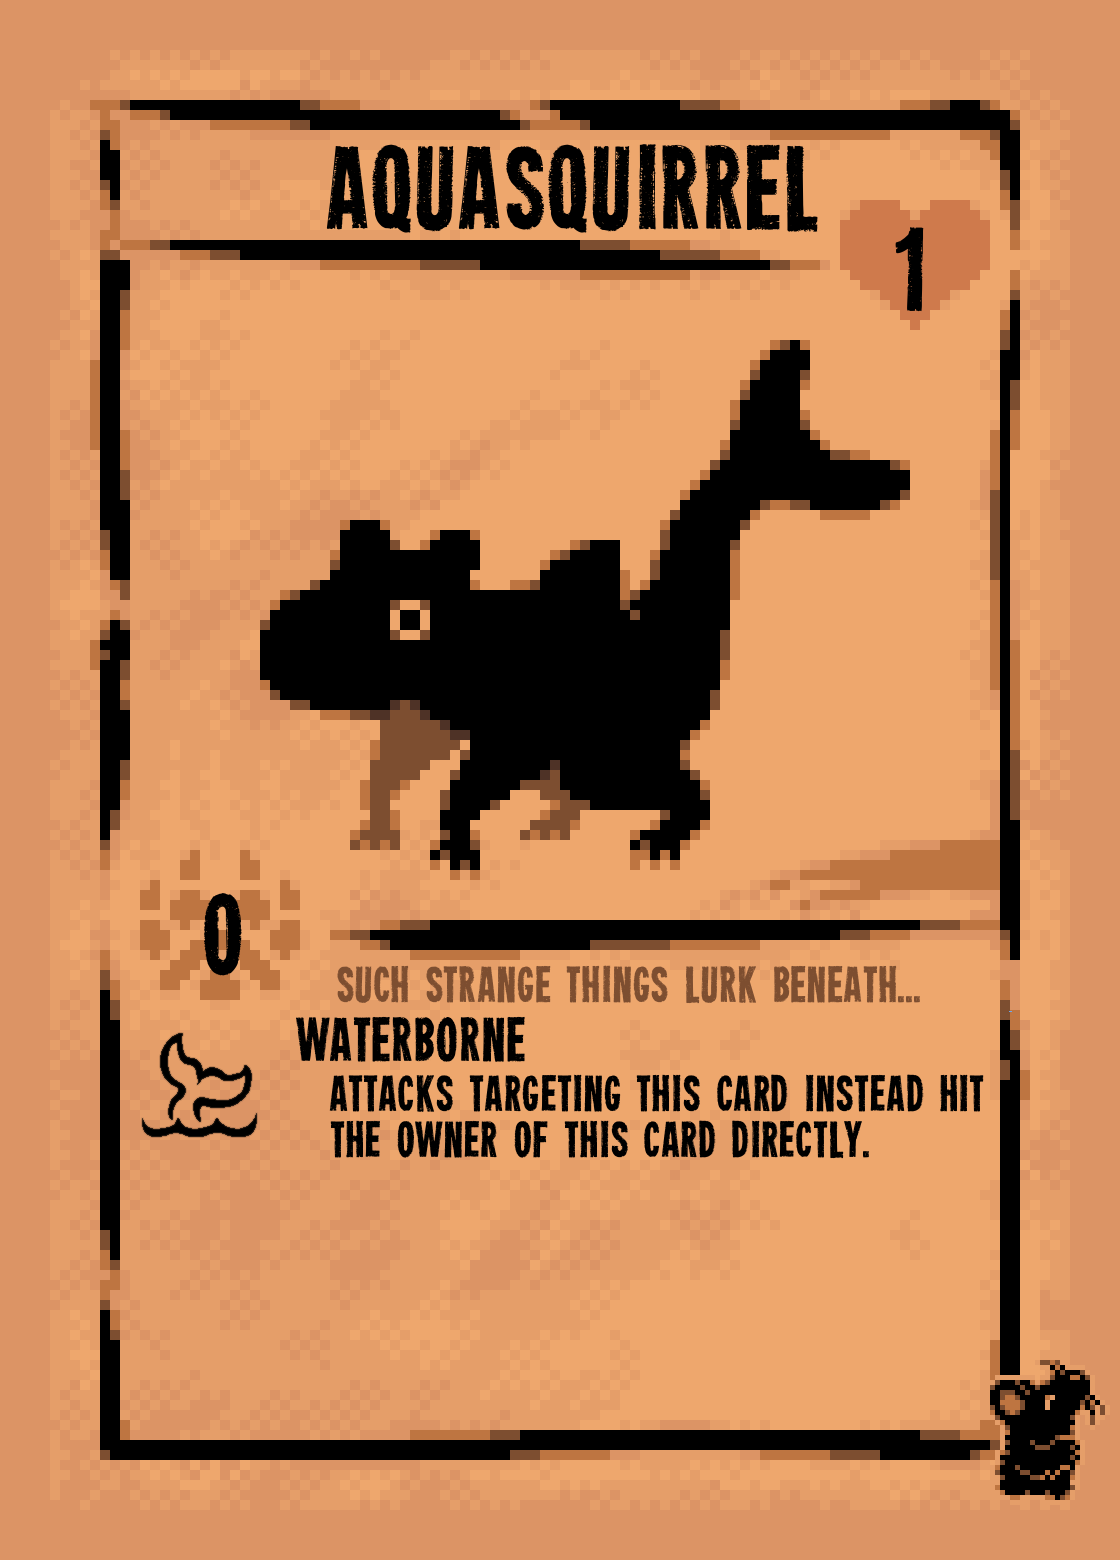 AQUASQUIRREL
1
0
SUCH STRANGE THINGS LURK BENEATH...
WATERBORNE
ATTACKS TARGETING THIS CARD INSTEAD HIT
THE OWNER OF THIS CARD DIRECTLY.